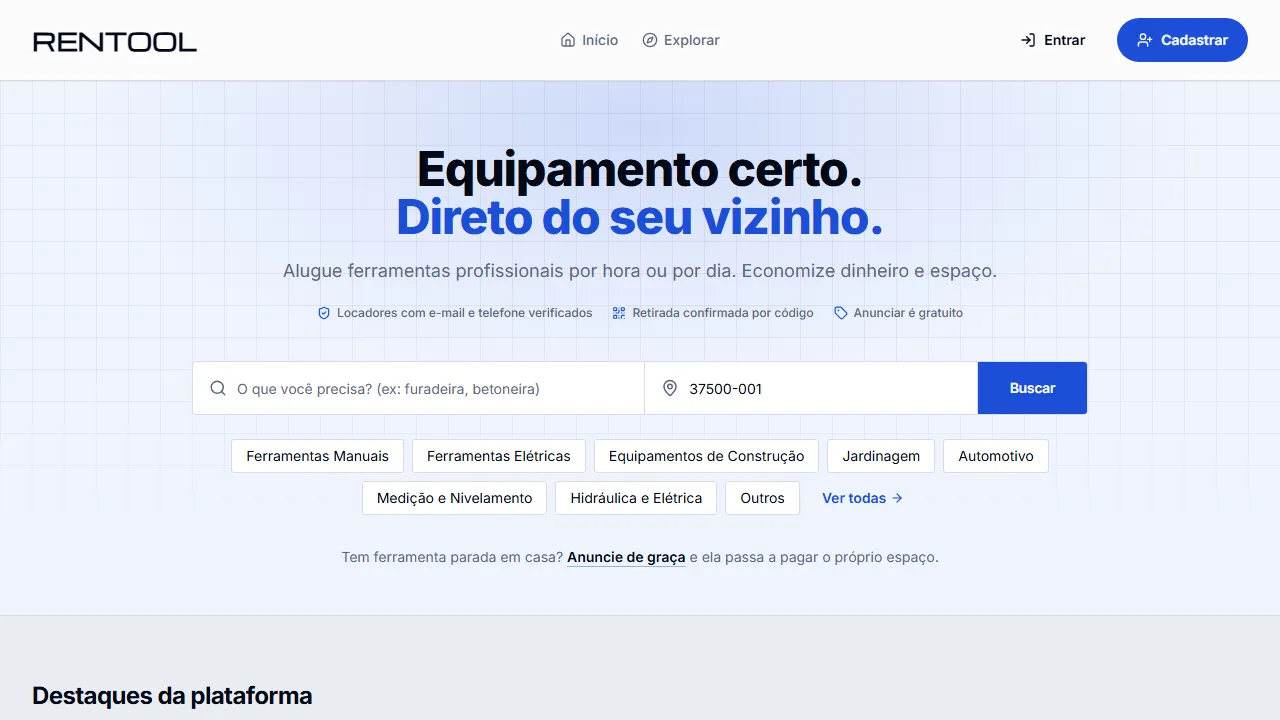 RENTOOL
Início
Explorar
Entrar
Cadastrar
Equipamento certo.
Direto do seu vizinho.
Alugue ferramentas profissionais por hora ou por dia. Economize dinheiro e espaço.
Locadores com e-mail e telefone verificados
Retirada confirmada por código
Anunciar é gratuito
O que você precisa? (ex: furadeira, betoneira)
37500-001
Buscar
Ferramentas Manuais
Ferramentas Elétricas
Equipamentos de Construção
Jardinagem
Automotivo
Medição e Nivelamento
Hidráulica e Elétrica
Outros
Ver todas →
Tem ferramenta parada em casa? Anuncie de graça e ela passa a pagar o próprio espaço.
Destaques da plataforma